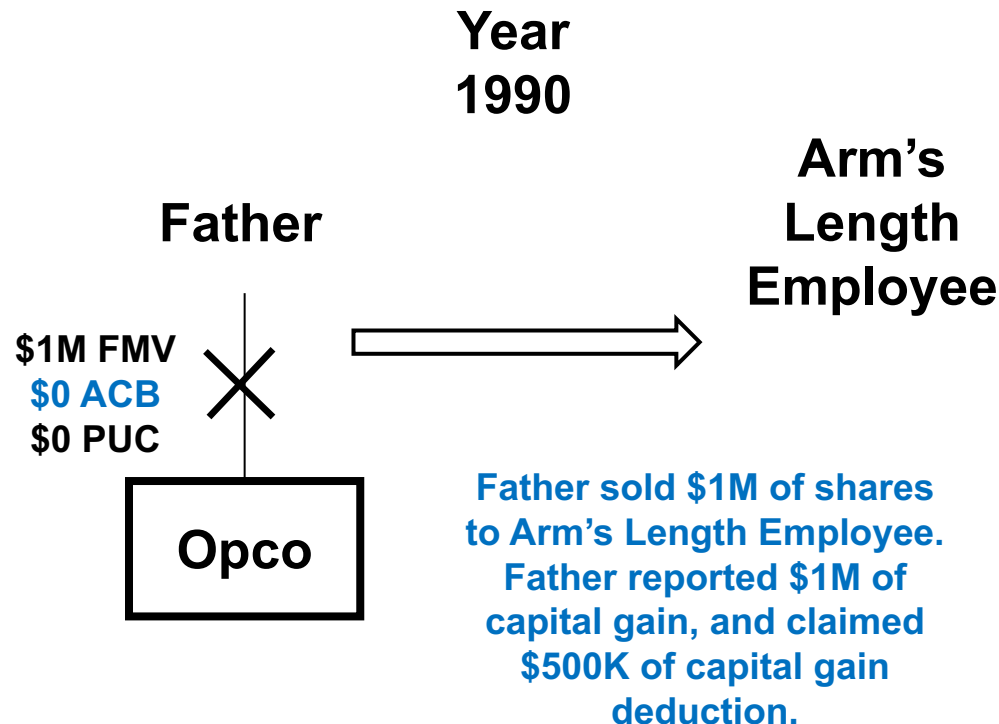 Year
1990
Arm’s
Length
Employee
Father
$1M FMV
$0 ACB
$0 PUC
Opco
Father sold $1M of shares
to Arm’s Length Employee.
Father reported $1M of
capital gain, and claimed
$500K of capital gain
deduction.